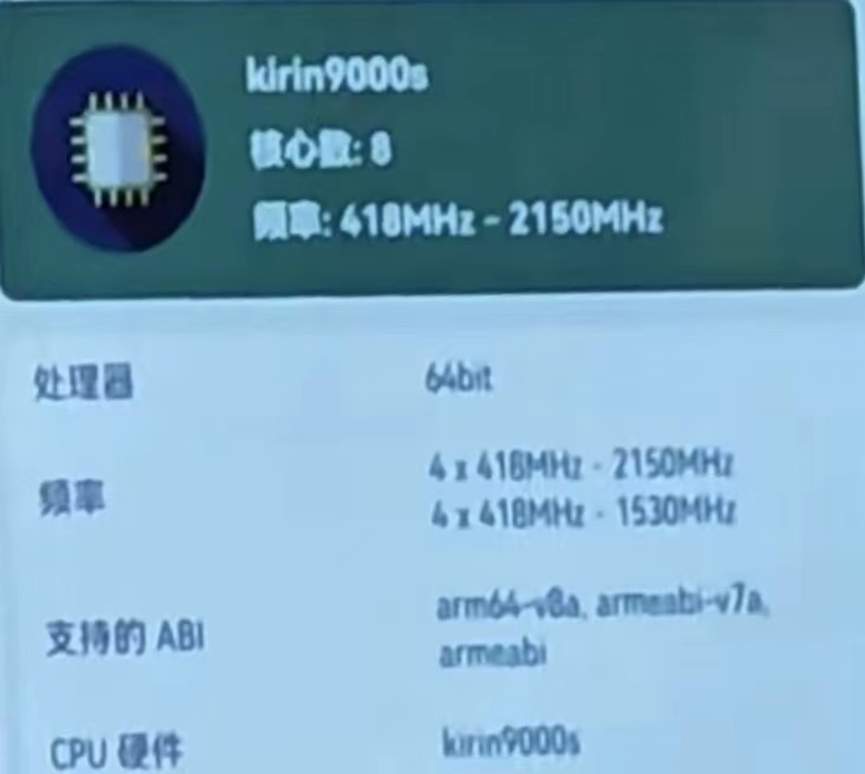 kirin9000s
核心数: 8
频率: 418MHz - 2150MHz
处理器
64bit
频率
4 x 418MHz - 2150MHz
4 x 418MHz - 1530MHz
支持的 ABI
arm64-v8a, armeabi-v7a,
armeabi
CPU 硬件
kirin9000s